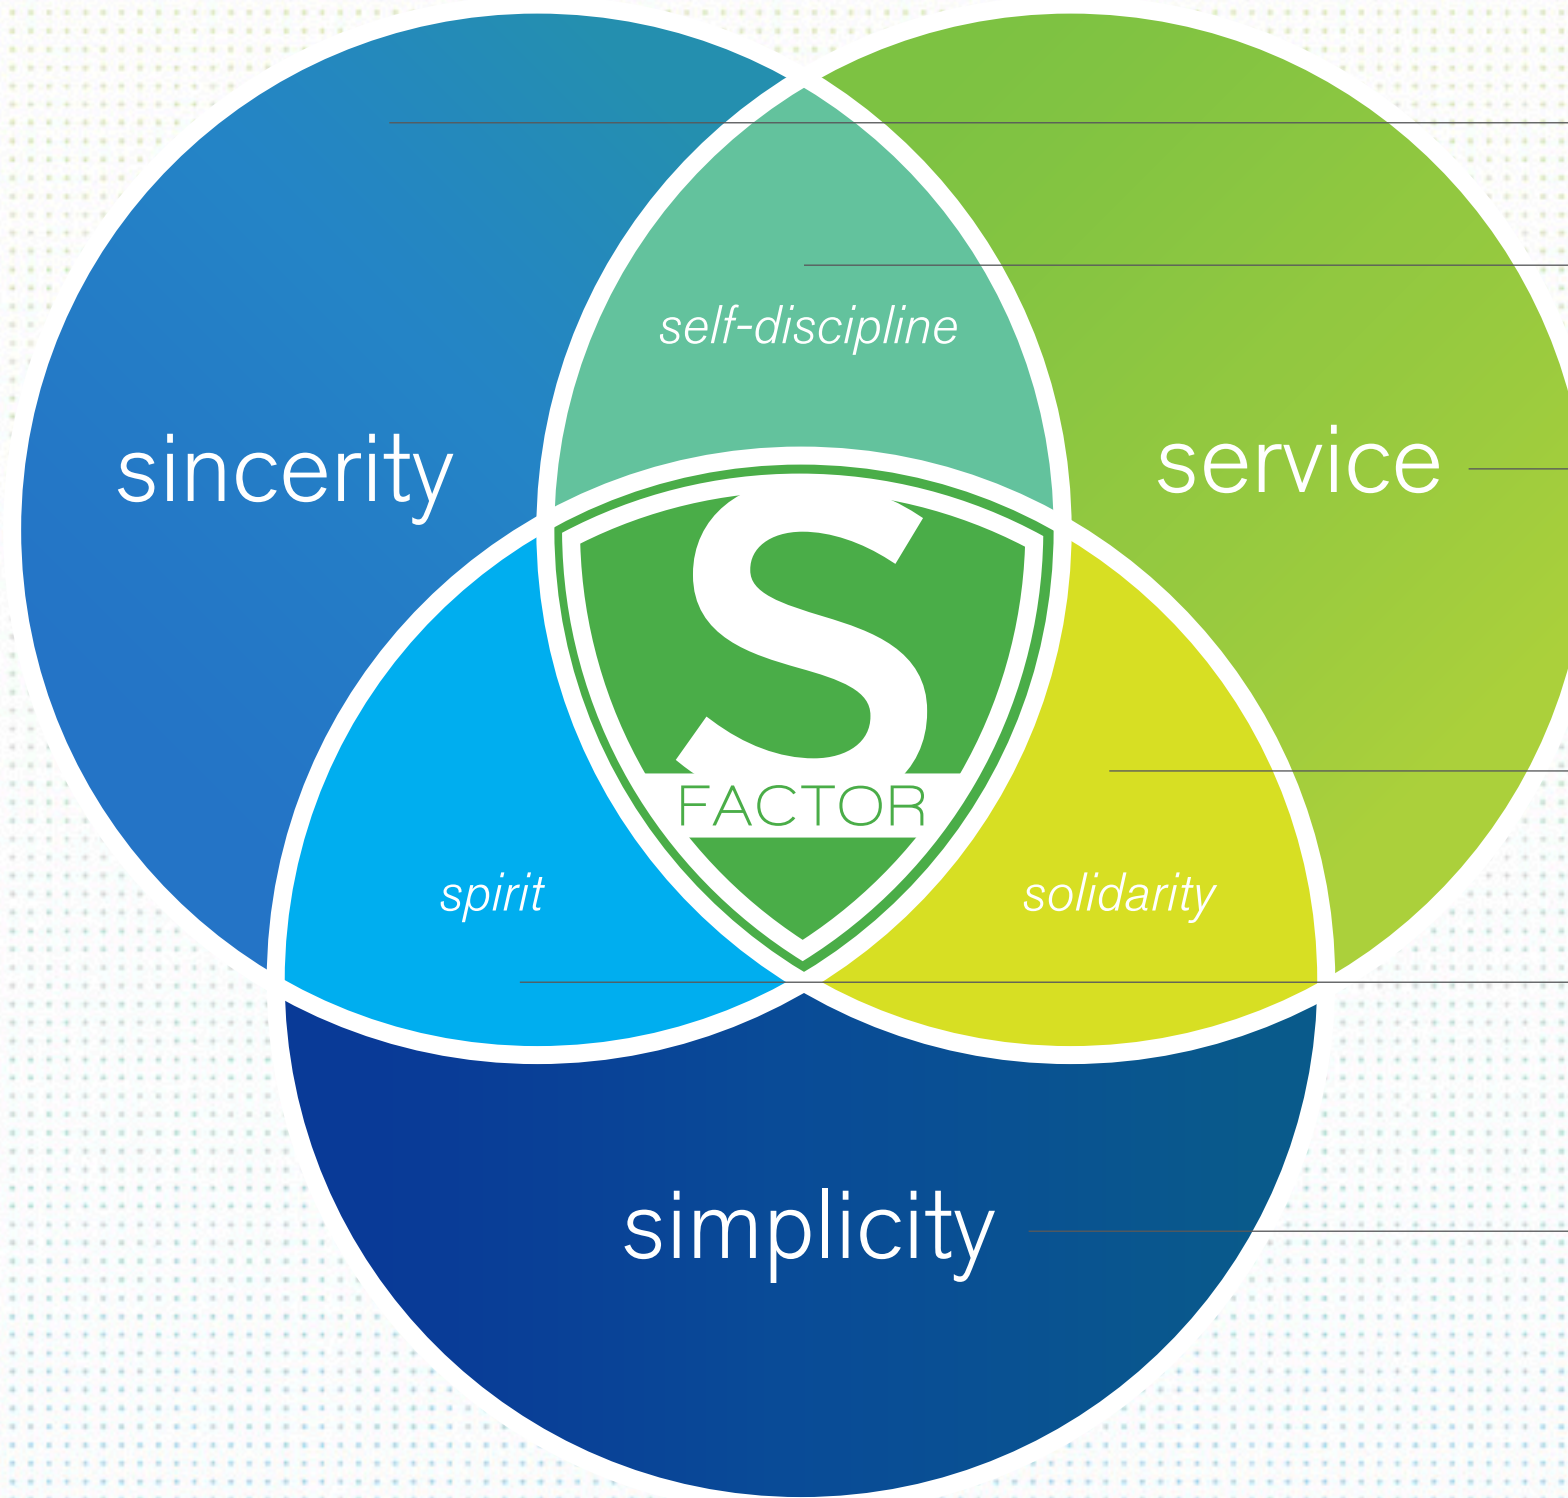 self-discipline
sincerity
service
S
FACTOR
spirit
solidarity
simplicity